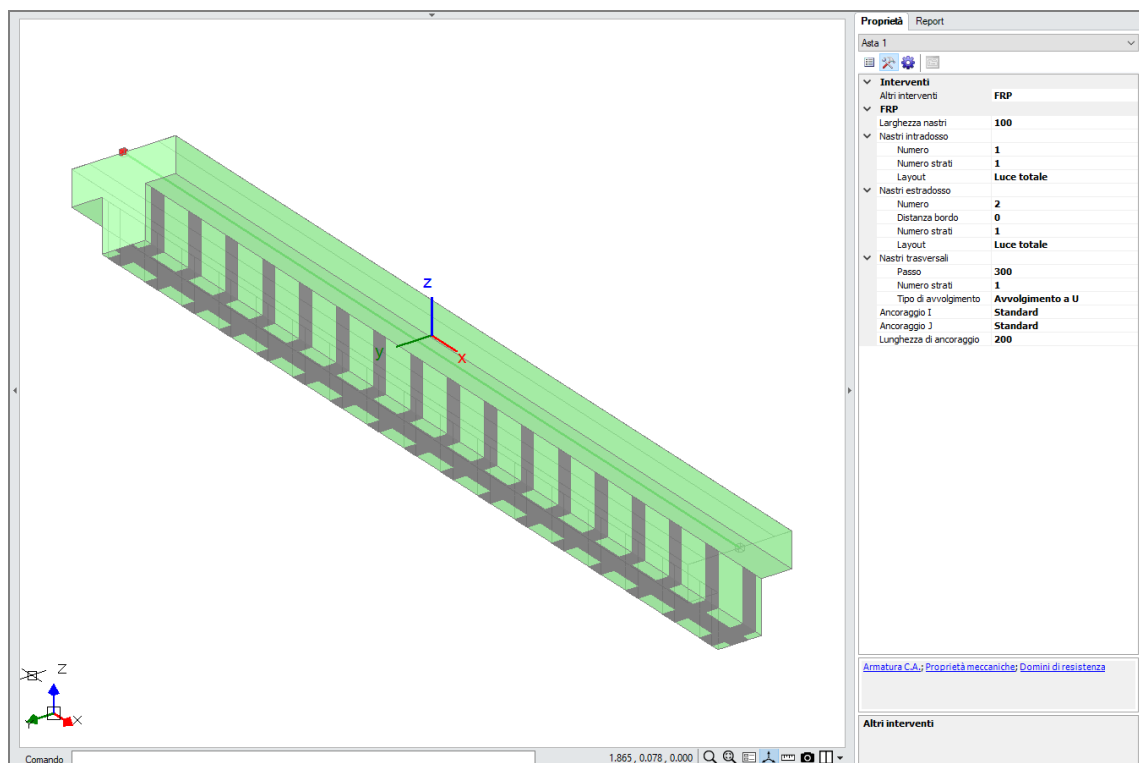 Proprietà Report
Asta 1
Interventi
Altri interventi FRP
FRP
Larghezza nastri 100
Nastri intradosso
Numero 1
Numero strati 1
Layout Luce totale
Nastri estradosso
Numero 2
Distanza bordo 0
Numero strati 1
Layout Luce totale
Nastri trasversali
Passo 300
Numero strati 1
Tipo di avvolgimento Avvolgimento a U
Ancoraggio I Standard
Ancoraggio J Standard
Lunghezza di ancoraggio 200
z
y
x
Armatura C.A.; Proprietà meccaniche; Domini di resistenza
Z
X
Altri interventi
Comando
1.865 , 0.078 , 0.000